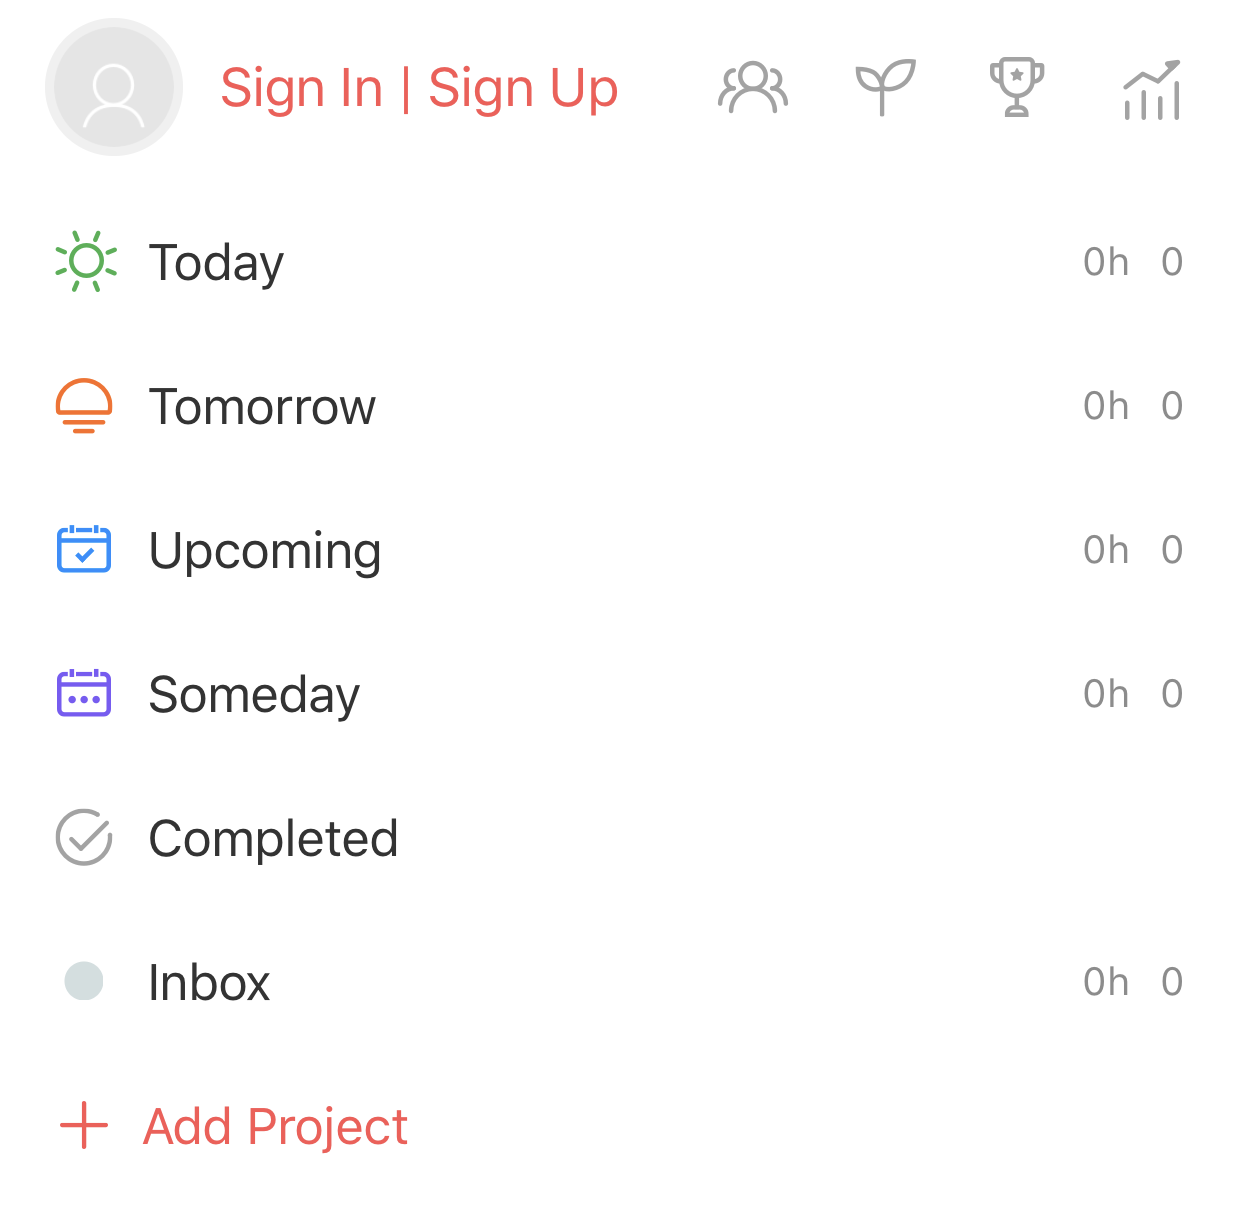 Sign In | Sign Up
Today 0h 0
Tomorrow 0h 0
Upcoming 0h 0
Someday 0h 0
Completed
Inbox 0h 0
Add Project